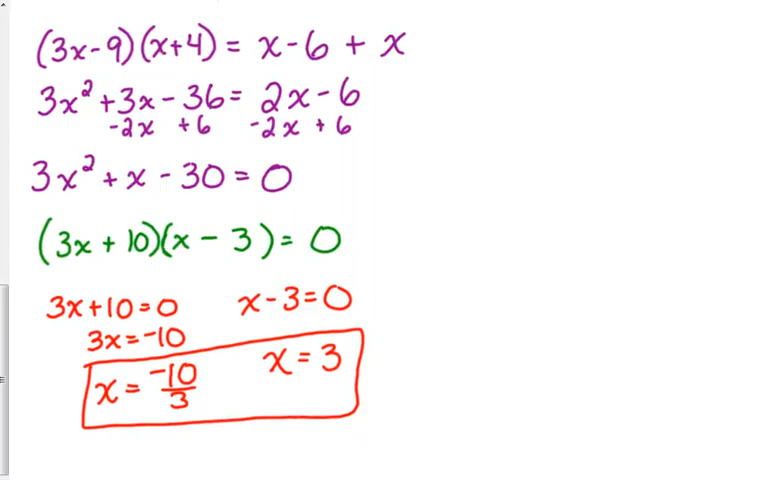 (3x-9)(x+4) = x-6 + x
3x² +3x - 36 = 2x - 6
-2x +6 -2x + 6
3x² + x - 30 = 0
(3x + 10)(x - 3) = 0
3x+10=0 x-3=0
3x=-10
x = -10/3 x = 3